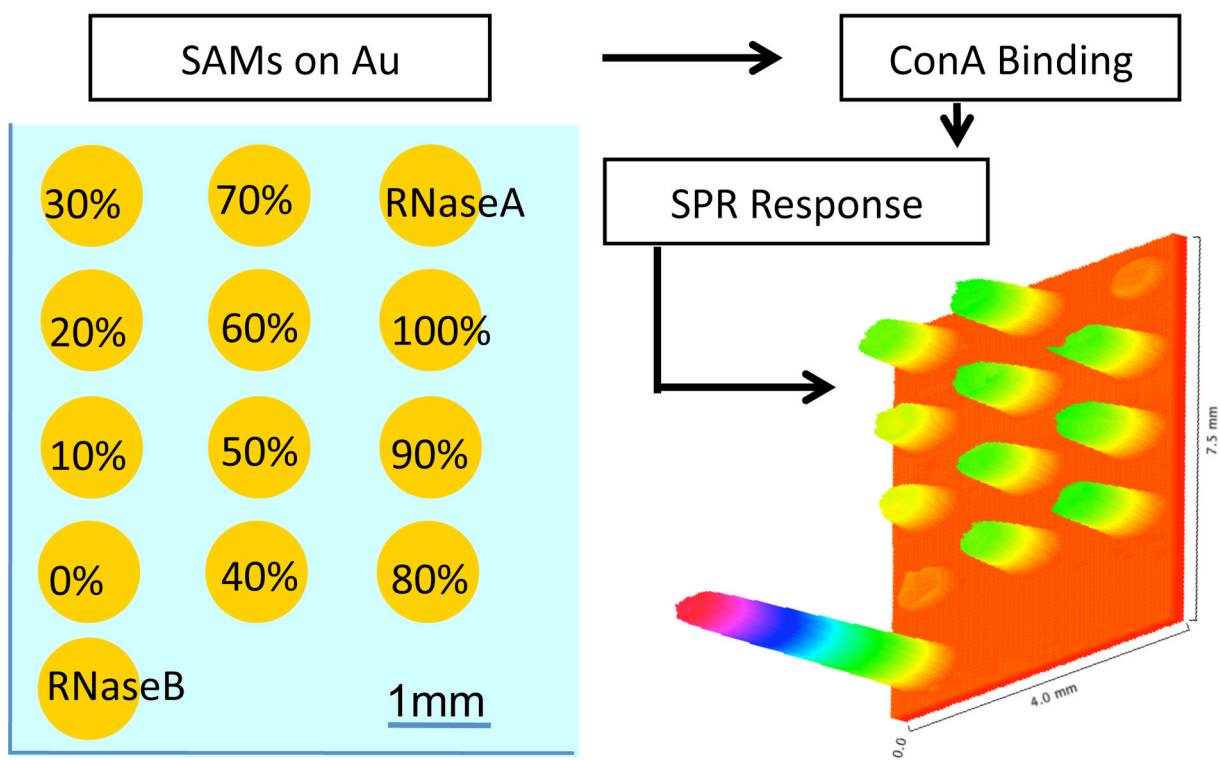 SAMs on Au
ConA Binding
SPR Response
30% 70% RNaseA
20% 60% 100%
10% 50% 90%
0% 40% 80%
RNaseB
1mm
7.5 mm
4.0 mm
0.0